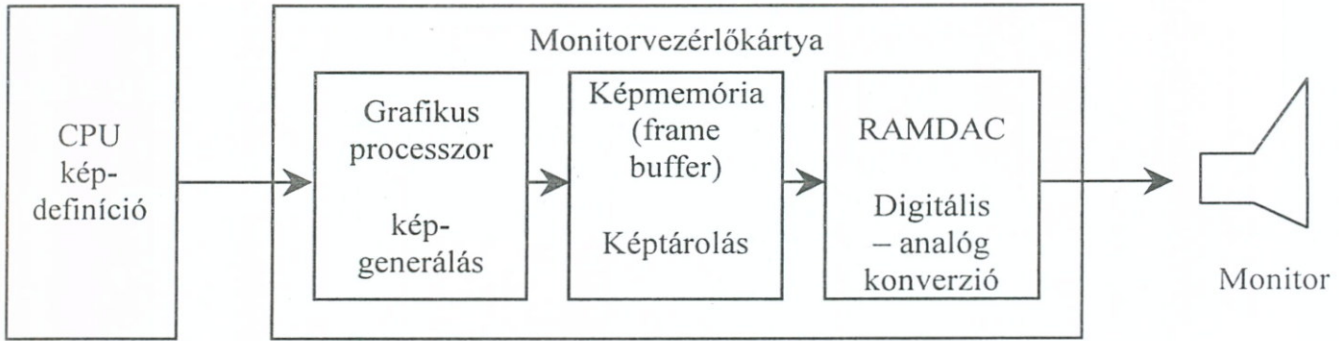 Monitorvezérlőkártya
CPU
kép-
definíció
Grafikus
processzor
kép-
generálás
Képmemória
(frame
buffer)
Képtárolás
RAMDAC
Digitális
– analóg
konverzió
Monitor